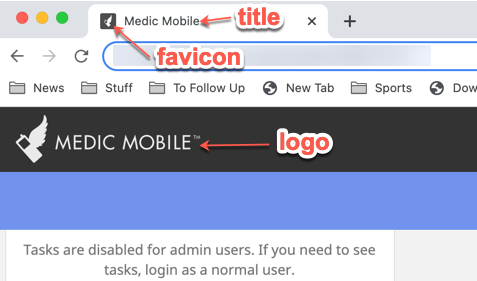 Medic Mobile title
favicon
News Stuff To Follow Up New Tab Sports Dow
MEDIC MOBILE™ logo
Tasks are disabled for admin users. If you need to see
tasks, login as a normal user.